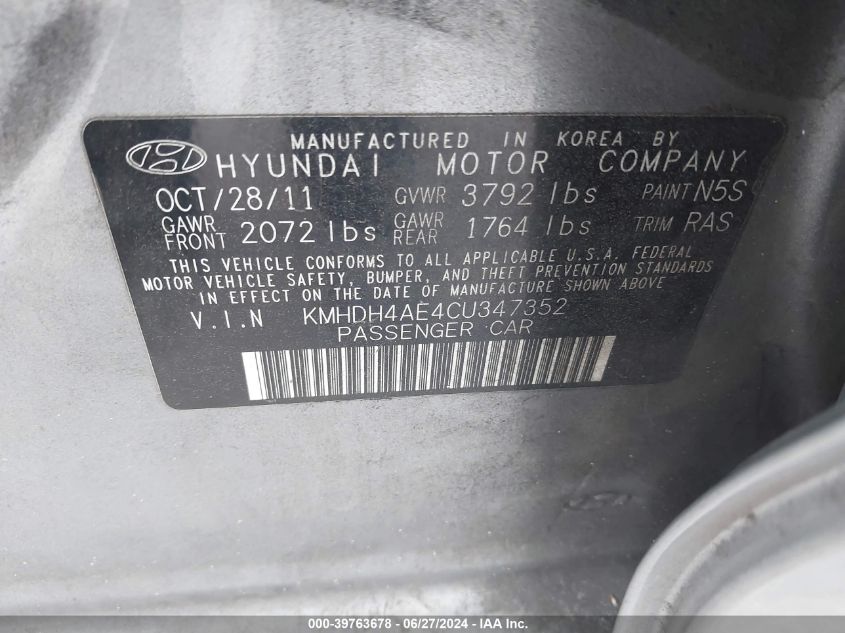 MANUFACTURED IN KOREA BY
HYUNDAI MOTOR COMPANY
OCT/28/11 GVWR 3792 lbs PAINT N5S
GAWR FRONT 2072 lbs GAWR REAR 1764 lbs TRIM RAS
THIS VEHICLE CONFORMS TO ALL APPLICABLE U.S.A. FEDERAL
MOTOR VEHICLE SAFETY, BUMPER, AND THEFT PREVENTION STANDARDS
IN EFFECT ON THE DATE OF MANUFACTURE SHOWN ABOVE
V.I.N KMHDH4AE4CU347352
PASSENGER CAR
000-39763678 - 06/27/2024 - IAA Inc.